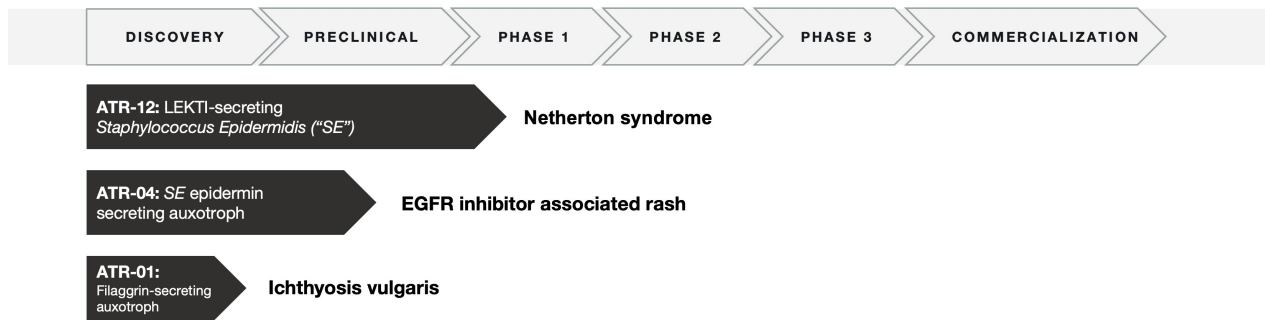 DISCOVERY PRECLINICAL PHASE 1 PHASE 2 PHASE 3 COMMERCIALIZATION
ATR-12: LEKTI-secreting
Staphylococcus Epidermidis (“SE”)
Netherton syndrome
ATR-04: SE epidermin
secreting auxotroph
EGFR inhibitor associated rash
ATR-01:
Filaggrin-secreting
auxotroph
Ichthyosis vulgaris